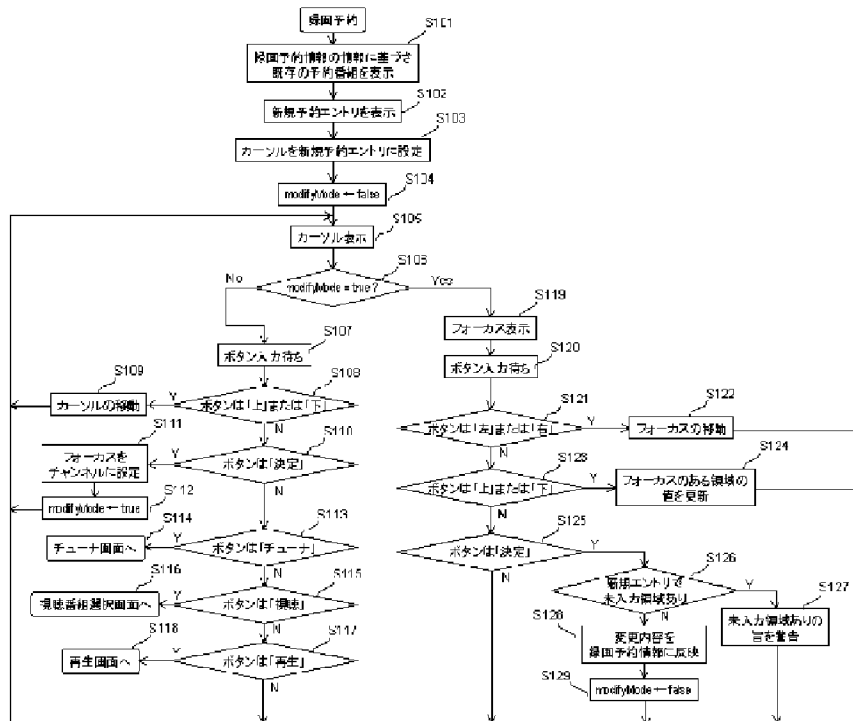 録画予約
S101
録画予約情報の情報に基づき
既存の予約番組を表示
S102
新規予約エントリを表示
S103
カーソルを新規予約エントリに設定
S104
modifyMode ← false
S105
カーソル表示
S106
modifyMode = true ?
No
Yes
S107
ボタン入力待ち
S108
ボタンは「上」または「下」
Y
N
S109
カーソルの移動
S110
ボタンは「決定」
Y
N
S111
フォーカスを
チャンネルに設定
S112
modifyMode ← true
S113
ボタンは「チューナ」
Y
N
S114
チューナ画面へ
S115
ボタンは「視聴」
Y
N
S116
視聴番組選択画面へ
S117
ボタンは「再生」
Y
N
S118
再生画面へ
S119
フォーカス表示
S120
ボタン入力待ち
S121
ボタンは「左」または「右」
Y
N
S122
フォーカスの移動
S123
ボタンは「上」または「下」
Y
N
S124
フォーカスのある領域の
値を更新
S125
ボタンは「決定」
Y
N
S126
新規エントリで
未入力領域あり
Y
N
S127
未入力領域ありの
旨を警告
S128
変更内容を
録画予約情報に反映
S129
modifyMode ← false